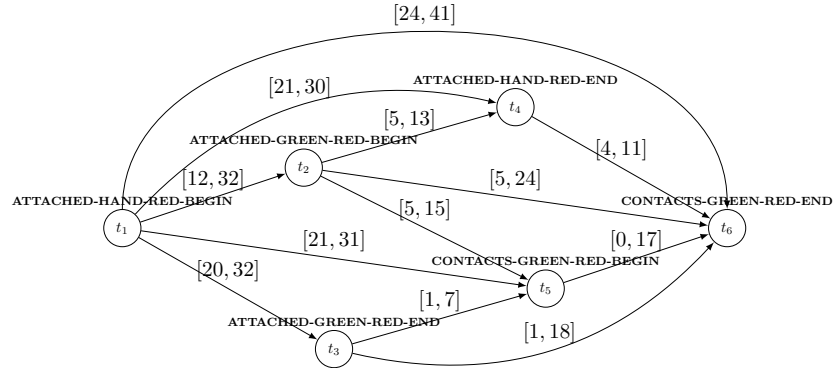 [24, 41]
ATTACHED-HAND-RED-END
[21, 30]
t4
[5, 13]
ATTACHED-GREEN-RED-BEGIN
[4, 11]
t2
[12, 32]
[5, 24]
ATTACHED-HAND-RED-BEGIN
CONTACTS-GREEN-RED-END
[5, 15]
t1
t6
[21, 31]
[0, 17]
CONTACTS-GREEN-RED-BEGIN
[20, 32]
t5
[1, 7]
ATTACHED-GREEN-RED-END
[1, 18]
t3